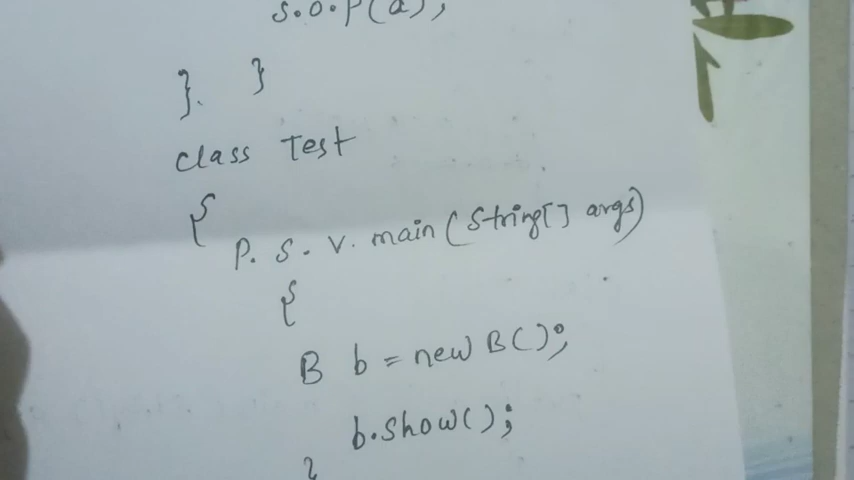 S.O.P(a);
}. }
class Test
{
P. S. V. main(String[] args)
{
B b = new B();
b.show();
}